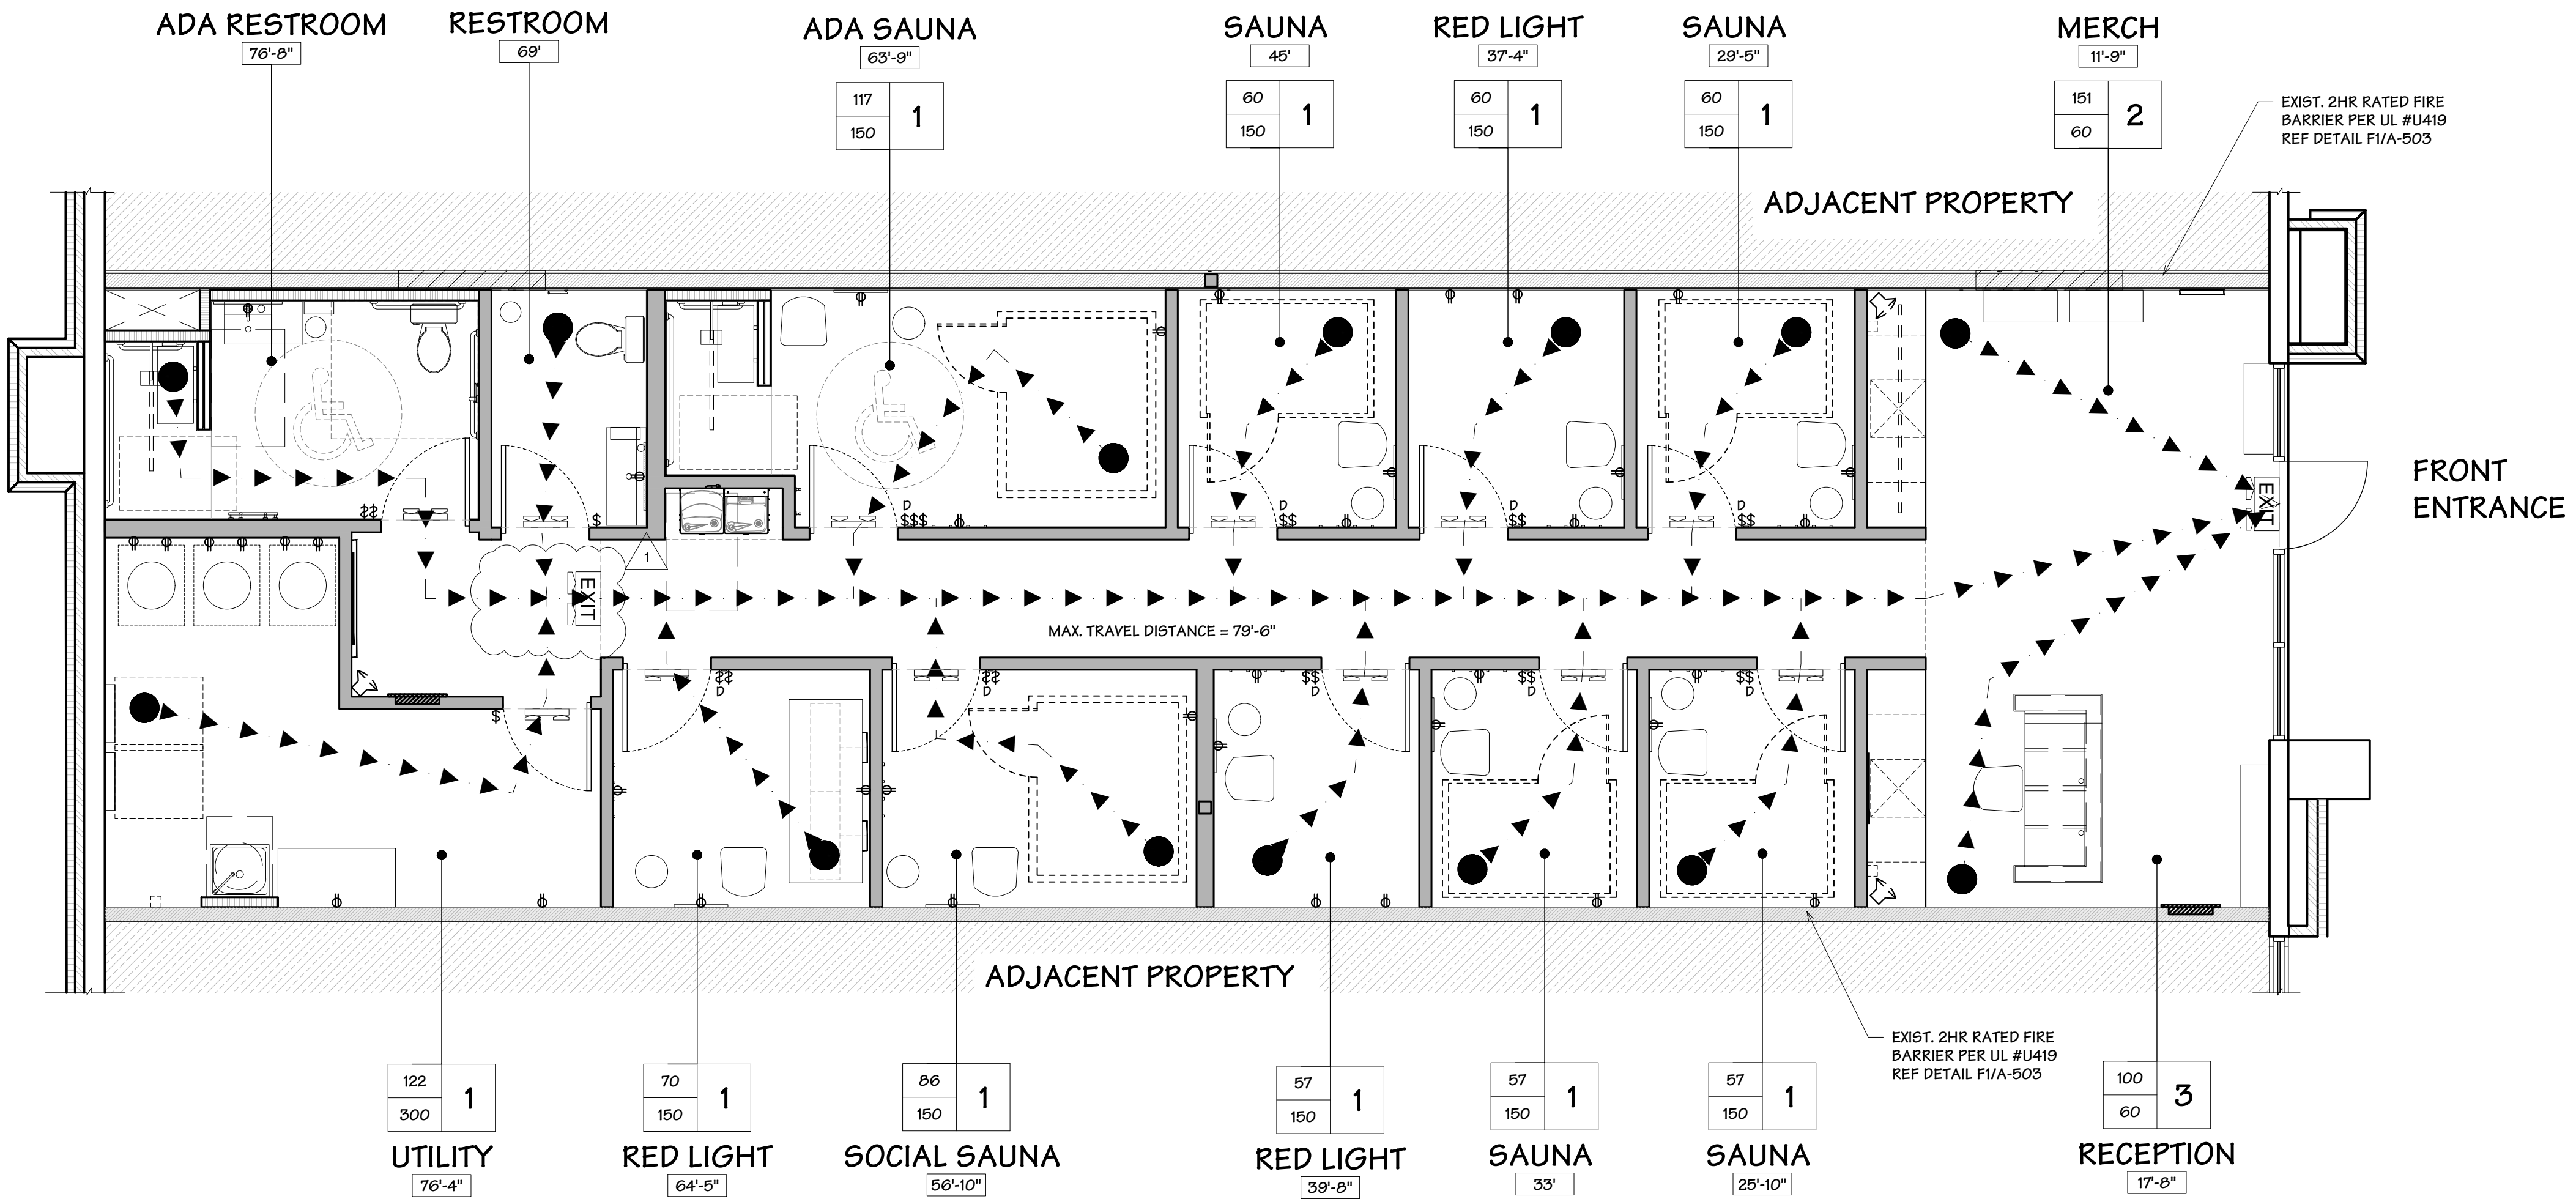 ADA RESTROOM
76'-8"
RESTROOM
69'
ADA SAUNA
63'-9"
117
150
1
SAUNA
45'
60
150
1
RED LIGHT
37'-4"
60
150
1
SAUNA
29'-5"
60
150
1
MERCH
11'-9"
151
60
2
EXIST. 2HR RATED FIRE
BARRIER PER UL #U419
REF DETAIL F1/A-503
ADJACENT PROPERTY
FRONT
ENTRANCE
EXIT
$$
$
D
$$$
D
$$
D
$$
D
$$
1
EXIT
MAX. TRAVEL DISTANCE = 79'-6"
$
$$
D
$$
D
$$
D
$$
D
$$
D
ADJACENT PROPERTY
EXIST. 2HR RATED FIRE
BARRIER PER UL #U419
REF DETAIL F1/A-503
122
300
1
UTILITY
76'-4"
70
150
1
RED LIGHT
64'-5"
86
150
1
SOCIAL SAUNA
56'-10"
57
150
1
RED LIGHT
39'-8"
57
150
1
SAUNA
33'
57
150
1
SAUNA
25'-10"
100
60
3
RECEPTION
17'-8"